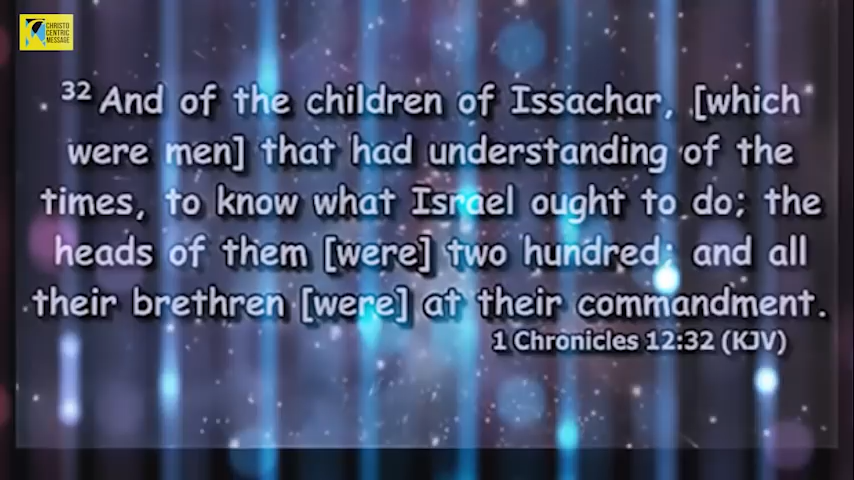 CHRISTO
CENTRIC
MESSAGE
32 And of the children of Issachar, [which
were men] that had understanding of the
times, to know what Israel ought to do; the
heads of them [were] two hundred; and all
their brethren [were] at their commandment.
1 Chronicles 12:32 (KJV)